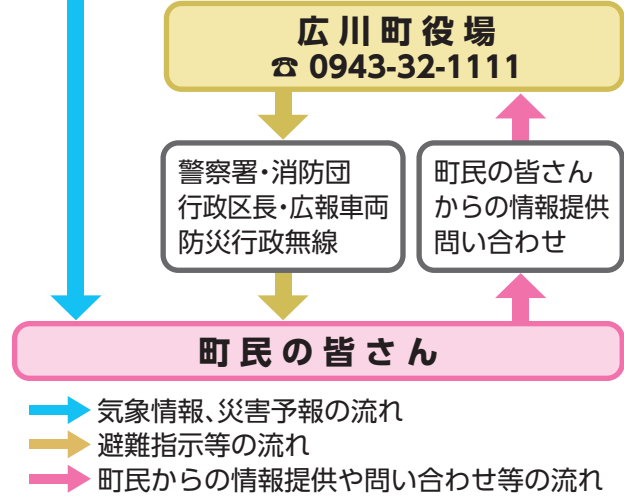 広川町役場
☎ 0943-32-1111
警察署・消防団
行政区長・広報車両
防災行政無線
町民の皆さん
からの情報提供
問い合わせ
町民の皆さん
気象情報、災害予報の流れ
避難指示等の流れ
町民からの情報提供や問い合わせ等の流れ